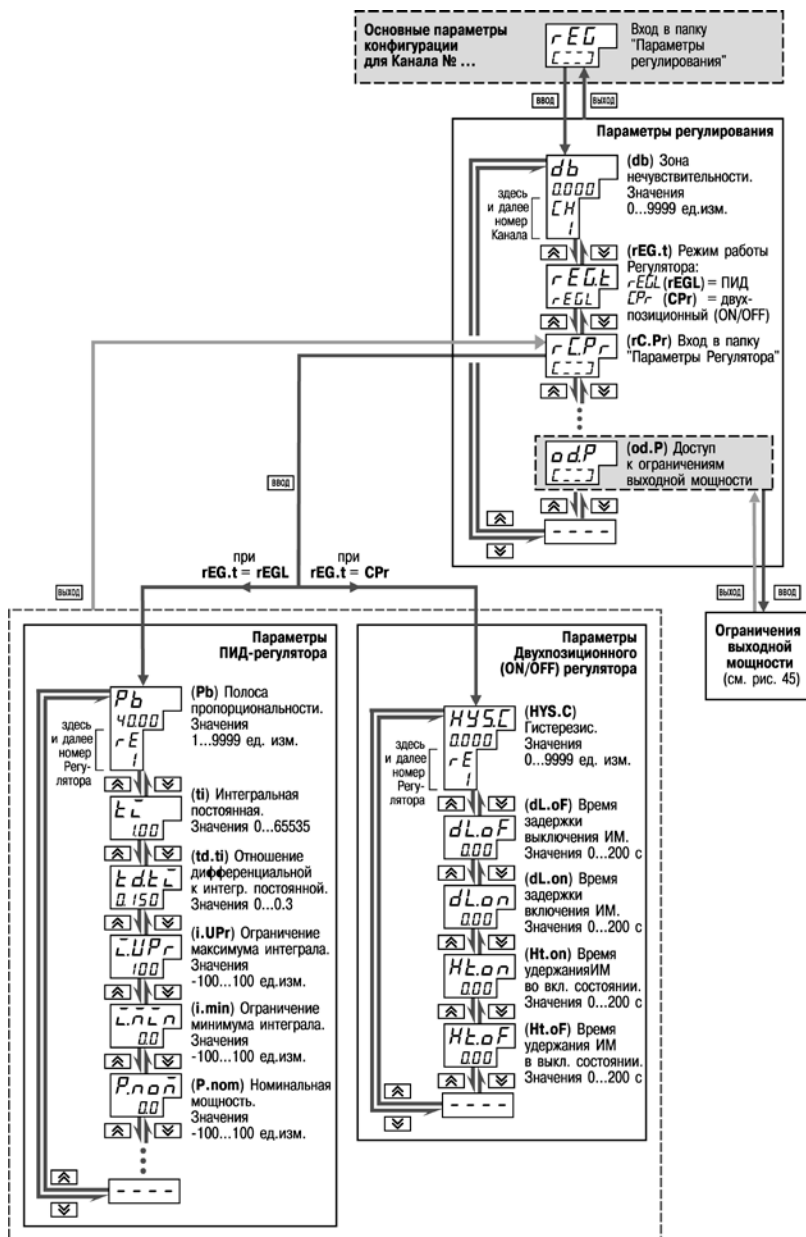 Основные параметры
конфигурации
для Канала № ...
rEG
[---]
Вход в папку
"Параметры
регулирования"
ВВОД
ВЫХОД
Параметры регулирования
db
0.000
CH
1
здесь
и далее
номер
Канала
(db) Зона
нечувствительности.
Значения
0...9999 ед.изм.
rEG.t
rEGL
(rEG.t) Режим работы
Регулятора:
rEGL (rEGL) = ПИД
CPr (CPr) = двух-
позиционный (ON/OFF)
rC.Pr
[---]
(rC.Pr) Вход в папку
"Параметры Регулятора"
od.P
[---]
(od.P) Доступ
к ограничениям
выходной мощности
----
ВВОД
при
rEG.t = rEGL
при
rEG.t = CPr
ВЫХОД
ВЫХОД
ВВОД
Ограничения
выходной
мощности
(см. рис. 45)
Параметры
ПИД-регулятора
Pb
40.00
rE
1
здесь
и далее
номер
Регу-
лятора
(Pb) Полоса
пропорциональности.
Значения
1...9999 ед. изм.
ti
1.00
(ti) Интегральная
постоянная.
Значения 0...65535
td.ti
0.150
(td.ti) Отношение
дифференциальной
к интегр. постоянной.
Значения 0...0.3
i.UPr
100
(i.UPr) Ограничение
максимума интеграла.
Значения
-100...100 ед.изм.
i.min
0.0
(i.min) Ограничение
минимума интеграла.
Значения
-100...100 ед.изм.
P.nom
0.0
(P.nom) Номинальная
мощность.
Значения
-100...100 ед.изм.
----
Параметры
Двухпозиционного
(ON/OFF) регулятора
HYS.C
0.000
rE
1
здесь
и далее
номер
Регу-
лятора
(HYS.C)
Гистерезис.
Значения
0...9999 ед. изм.
dL.oF
0.00
(dL.oF) Время
задержки
выключения ИМ.
Значения 0...200 с
dL.on
0.00
(dL.on) Время
задержки
включения ИМ.
Значения 0...200 с
Ht.on
0.00
(Ht.on) Время
удержанияИМ
во вкл. состоянии.
Значения 0...200 с
Ht.oF
0.00
(Ht.oF) Время
удержания ИМ
в выкл. состоянии.
Значения 0...200 с
----